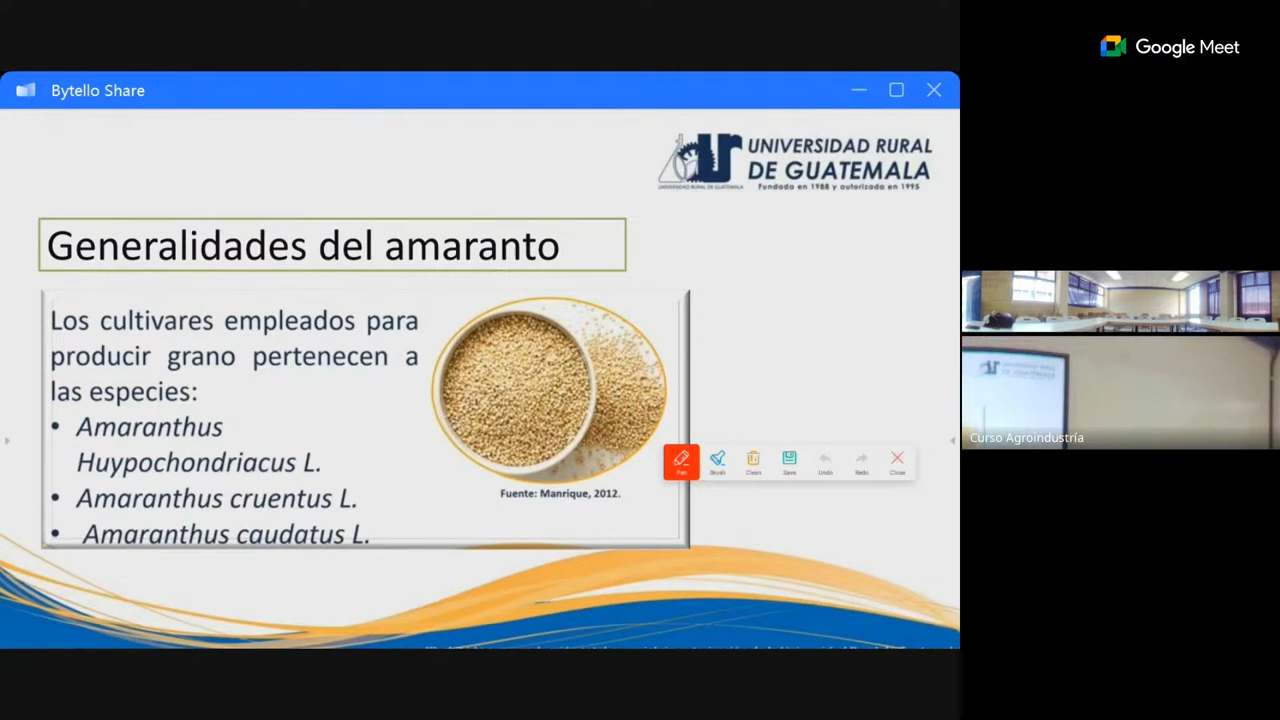 Google Meet
Bytello Share
UNIVERSIDAD RURAL
DE GUATEMALA
Fundada en 1988 y autorizada en 1995
UNIVERSIDAD RURAL DE GUATEMALA
Generalidades del amaranto
Los cultivares empleados para
producir grano pertenecen a
las especies:
• Amaranthus
Huypochondriacus L.
• Amaranthus cruentus L.
• Amaranthus caudatus L.
Fuente: Manrique, 2012.
Pen
Brush
Clean
Save
Undo
Redo
Close
Curso Agroindustría